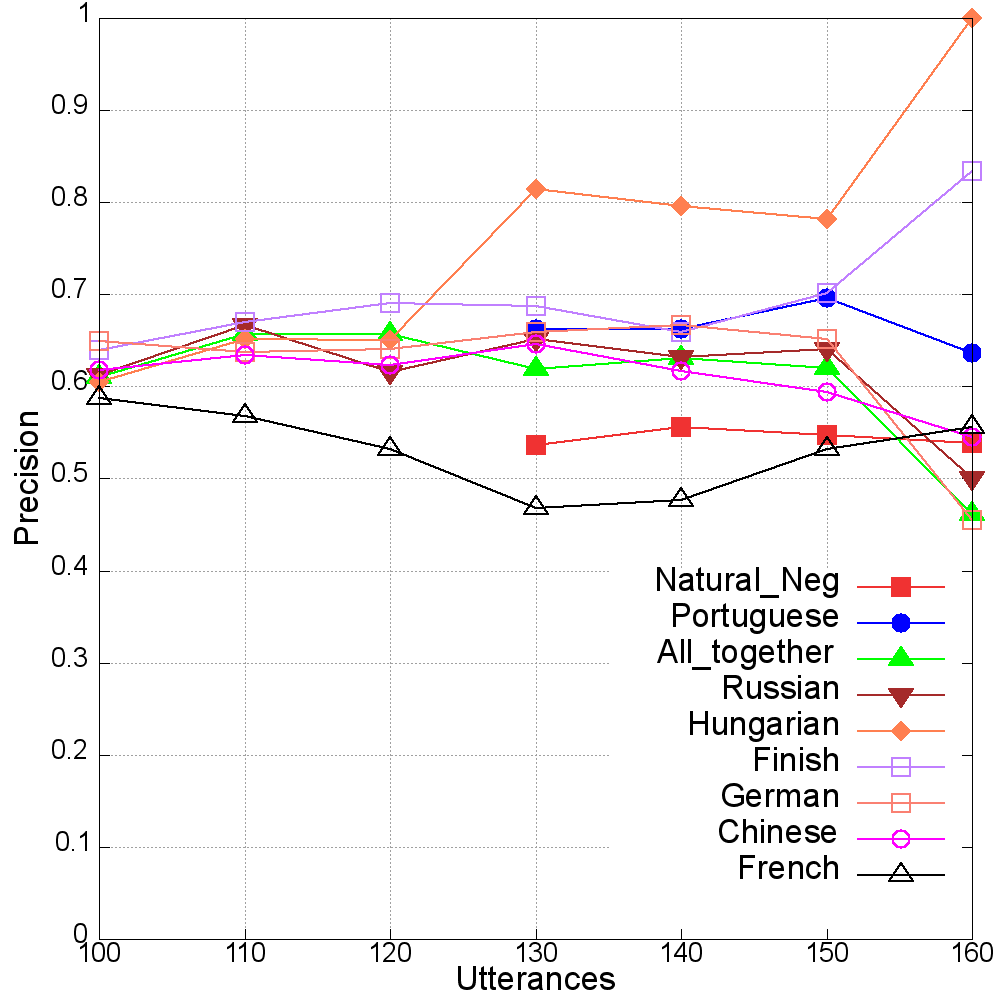 1
0.9
0.8
0.7
0.6
0.5
0.4
0.3
0.2
0.1
0
Precision
Natural_Neg
Portuguese
All_together
Russian
Hungarian
Finish
German
Chinese
French
100 110 120 130 140 150 160
Utterances